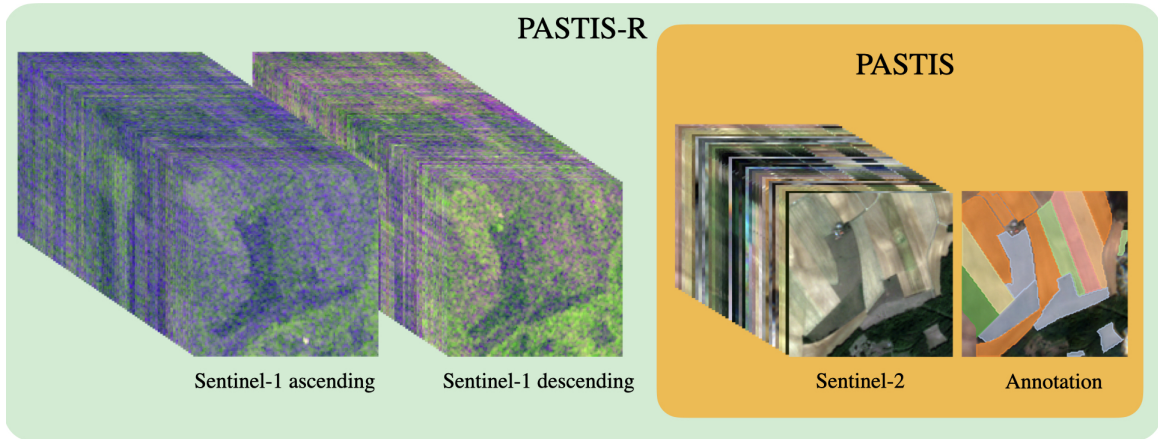 PASTIS-R
PASTIS
Sentinel-1 ascending
Sentinel-1 descending
Sentinel-2
Annotation